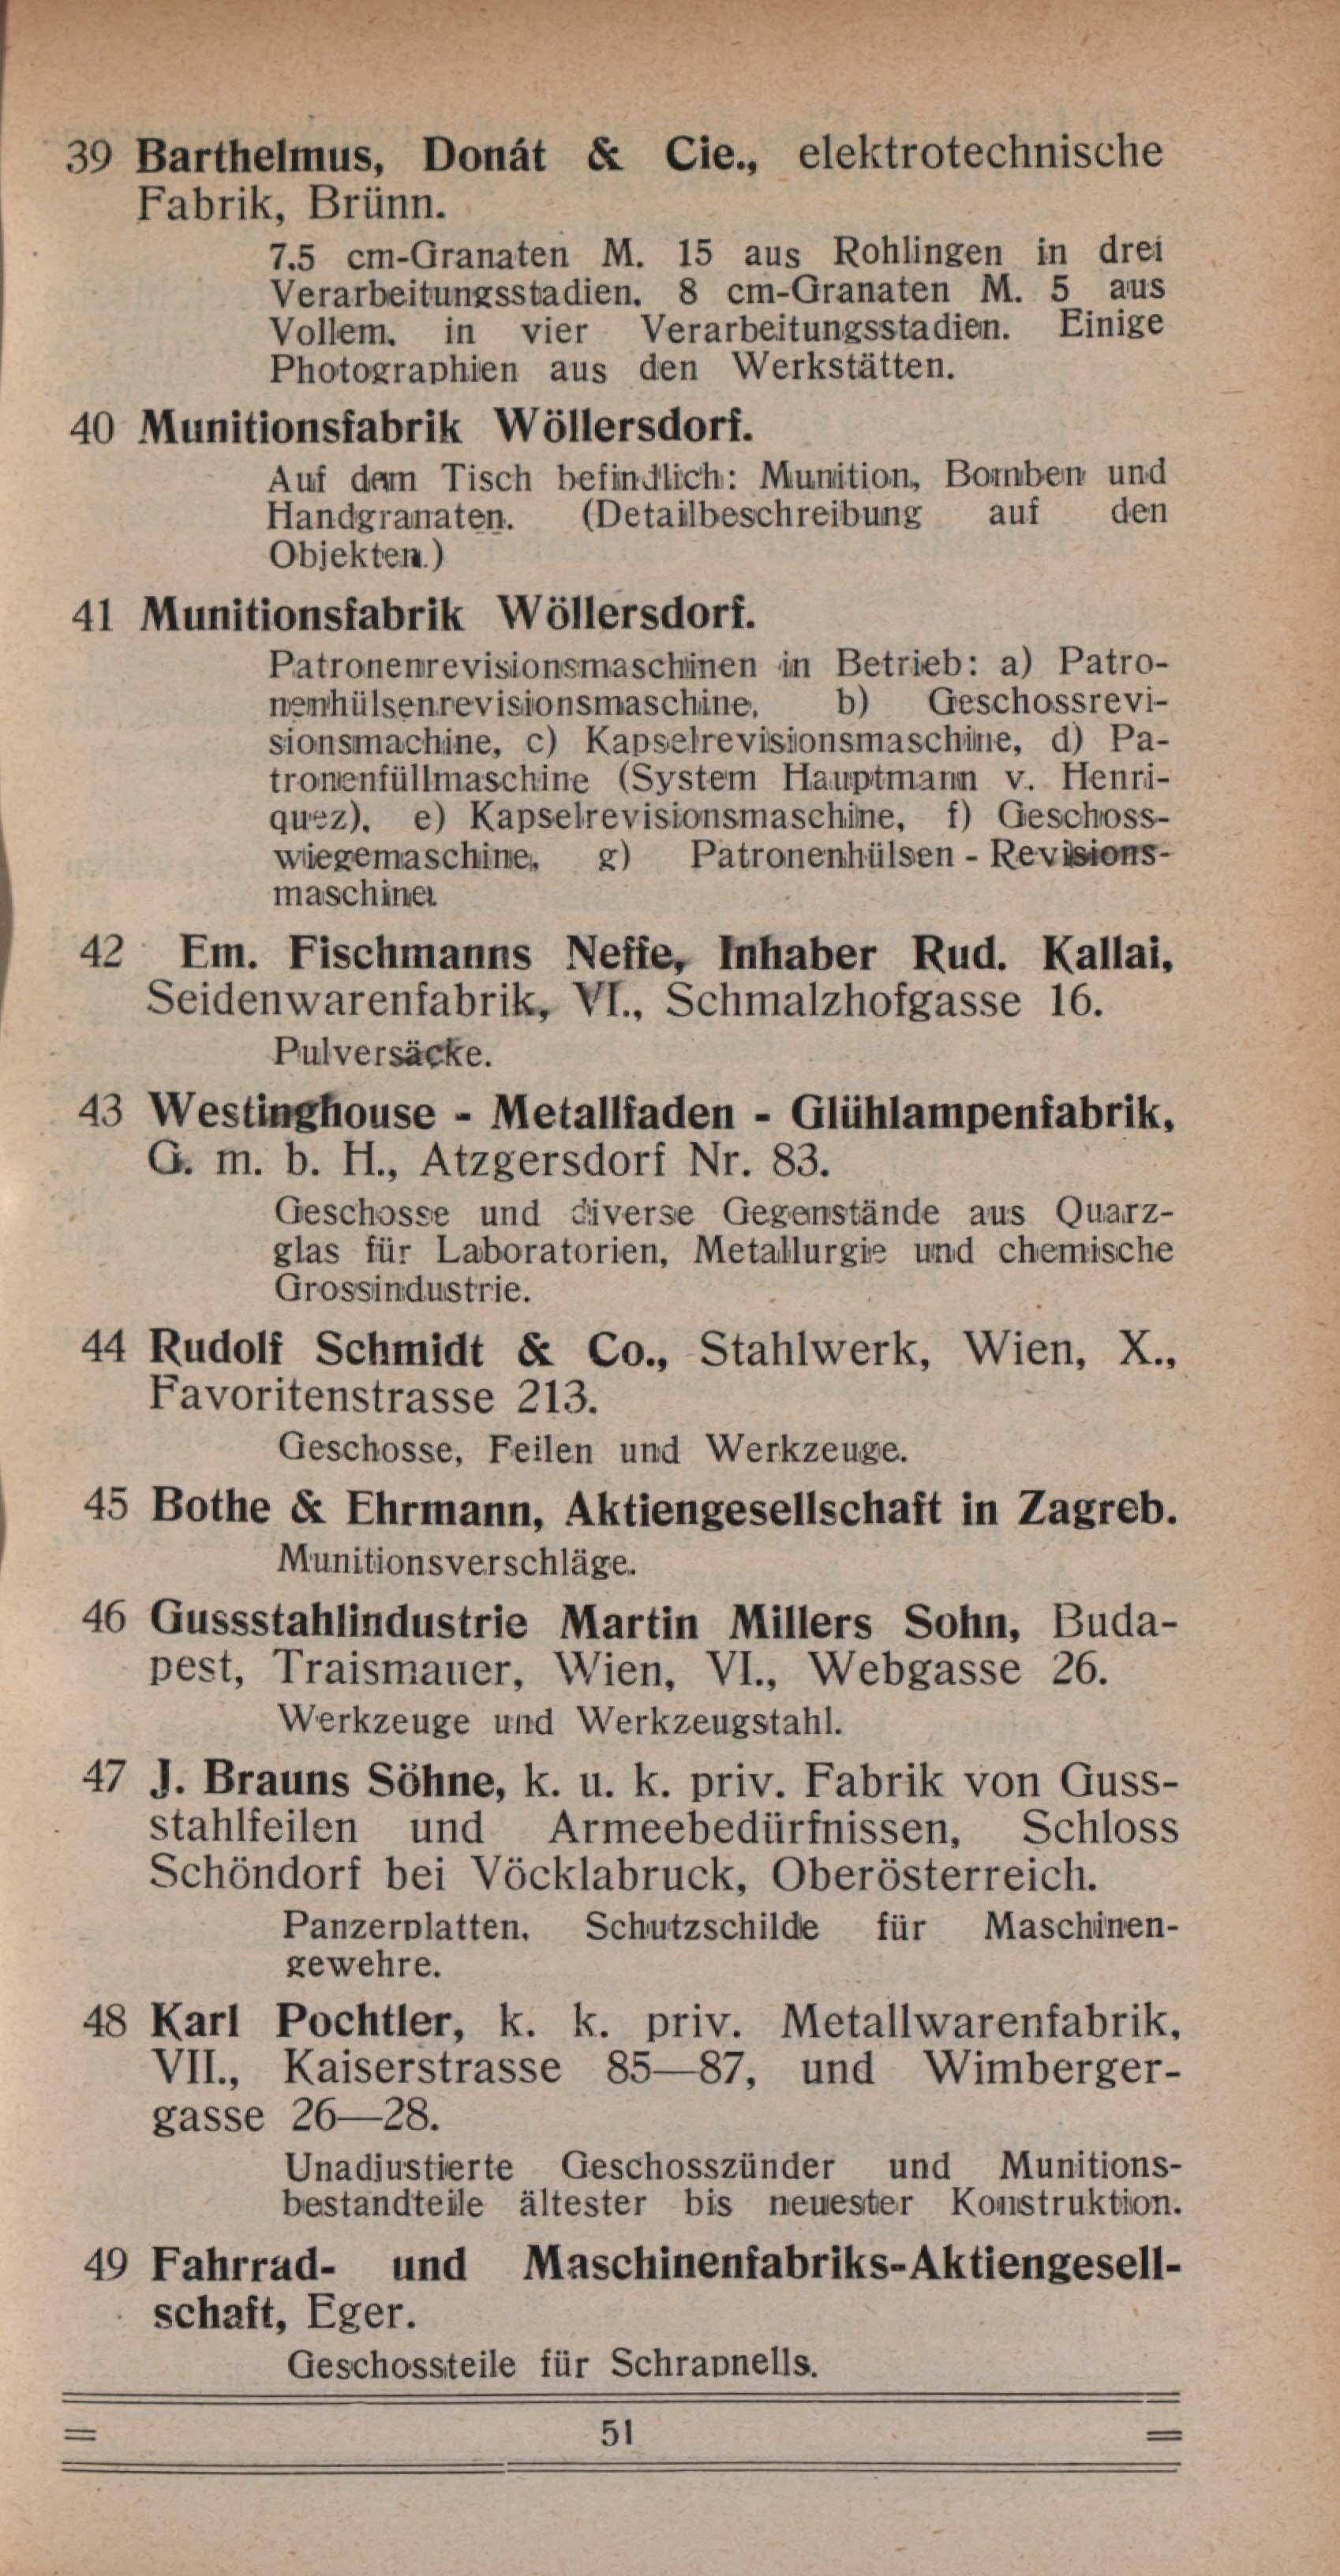 39 Barthelmus, Donát & Cie., elektrotechnische
Fabrik, Brünn.
7.5 cm-Granaten M. 15 aus Rohlingen in drei
Verarbeitungsstadien. 8 cm-Granaten M. 5 aus
Vollem. in vier Verarbeitungsstadien. Einige
Photographien aus den Werkstätten.
40 Munitionsfabrik Wöllersdorf.
Auf dem Tisch befindlich: Munition, Bomben und
Handgranaten. (Detailbeschreibung auf den
Objekten.)
41 Munitionsfabrik Wöllersdorf.
Patronenrevisionsmaschinen in Betrieb: a) Patro-
nenhülsenrevisionsmaschine, b) Geschossrevi-
sionsmachine, c) Kapselrevisionsmaschine, d) Pa-
tronenfüllmaschine (System Hauptmann v. Henri-
quez), e) Kapselrevisionsmaschine, f) Geschoss-
wiegemaschine, g) Patronenhülsen - Revisions-
maschine.
42 Em. Fischmanns Neffe, Inhaber Rud. Kallai,
Seidenwarenfabrik, VI., Schmalzhofgasse 16.
Pulversäcke.
43 Westinghouse - Metallfaden - Glühlampenfabrik,
G. m. b. H., Atzgersdorf Nr. 83.
Geschosse und diverse Gegenstände aus Quarz-
glas für Laboratorien, Metallurgie und chemische
Grossindustrie.
44 Rudolf Schmidt & Co., Stahlwerk, Wien, X.,
Favoritenstrasse 213.
Geschosse, Feilen und Werkzeuge.
45 Bothe & Ehrmann, Aktiengesellschaft in Zagreb.
Munitionsverschläge.
46 Gussstahlindustrie Martin Millers Sohn, Buda-
pest, Traismauer, Wien, VI., Webgasse 26.
Werkzeuge und Werkzeugstahl.
47 J. Brauns Söhne, k. u. k. priv. Fabrik von Guss-
stahlfeilen und Armeebedürfnissen, Schloss
Schöndorf bei Vöcklabruck, Oberösterreich.
Panzerplatten, Schutzschilde für Maschinen-
gewehre.
48 Karl Pochtler, k. k. priv. Metallwarenfabrik,
VII., Kaiserstrasse 85—87, und Wimberger-
gasse 26—28.
Unadjustierte Geschosszünder und Munitions-
bestandteile ältester bis neuester Konstruktion.
49 Fahrrad- und Maschinenfabriks-Aktiengesell-
schaft, Eger.
Geschossteile für Schrapnells.
51